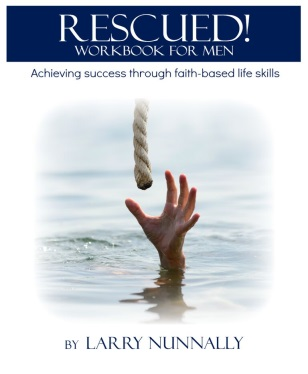 RESCUED!
WORKBOOK FOR MEN
Achieving success through faith-based life skills
BY LARRY NUNNALLY